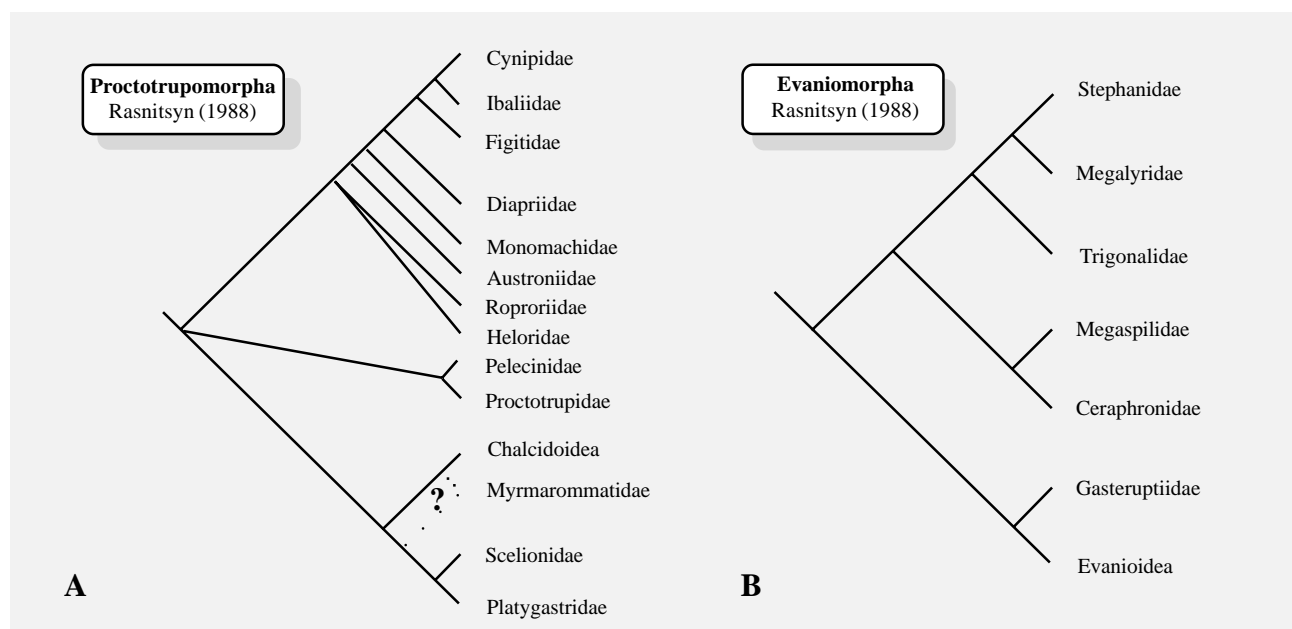 Proctotrupomorpha
Rasnitsyn (1988)
Cynipidae
Ibaliidae
Figitidae
Diapriidae
Monomachidae
Austroniidae
Roproriidae
Heloridae
Pelecinidae
Proctotrupidae
Chalcidoidea
?
Myrmarommatidae
Scelionidae
Platygastridae
A
Evaniomorpha
Rasnitsyn (1988)
Stephanidae
Megalyridae
Trigonalidae
Megaspilidae
Ceraphronidae
Gasteruptiidae
Evanioidea
B